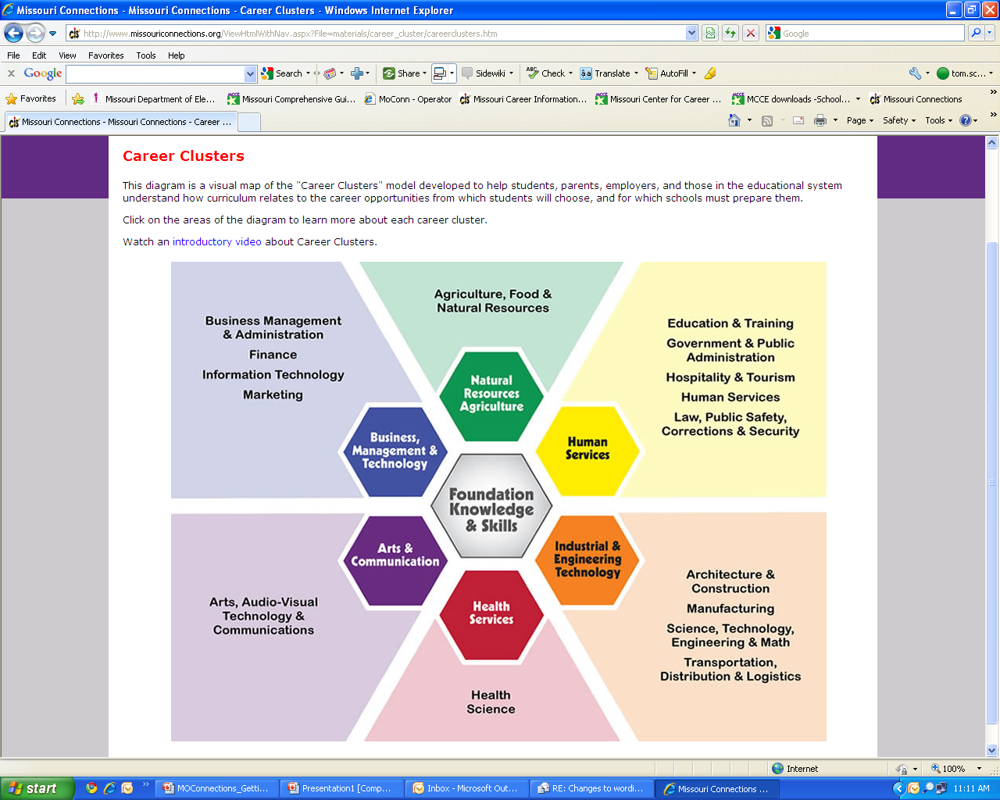 Missouri Connections - Missouri Connections - Career Clusters - Windows Internet Explorer
http://www.missouriconnections.org/ViewHtmlWithNav.aspx?File=materials/career_cluster/careerclusters.htm
Google
File Edit View Favorites Tools Help
x Google Search Share Sidewiki ABC Check Translate AutoFill tom.sc...
Favorites Missouri Department of Ele... Missouri Comprehensive Gui... MoConn - Operator Missouri Career Information... Missouri Center for Career ... MCCE downloads -School... Missouri Connections
Missouri Connections - Missouri Connections - Career ... Page Safety Tools
Career Clusters
This diagram is a visual map of the "Career Clusters" model developed to help students, parents, employers, and those in the educational system
understand how curriculum relates to the career opportunities from which students will choose, and for which schools must prepare them.
Click on the areas of the diagram to learn more about each career cluster.
Watch an introductory video about Career Clusters.
Business Management
& Administration
Finance
Information Technology
Marketing
Agriculture, Food &
Natural Resources
Education & Training
Government & Public
Administration
Hospitality & Tourism
Human Services
Law, Public Safety,
Corrections & Security
Natural
Resources
Agriculture
Business,
Management &
Technology
Human
Services
Foundation
Knowledge
& Skills
Arts &
Communication
Industrial &
Engineering
Technology
Health
Services
Arts, Audio-Visual
Technology &
Communications
Architecture &
Construction
Manufacturing
Science, Technology,
Engineering & Math
Transportation,
Distribution & Logistics
Health
Science
Internet 100%
start MOConnections_Getti... Presentation1 [Comp... Inbox - Microsoft Out... RE: Changes to wordi... Missouri Connections ... 11:11 AM